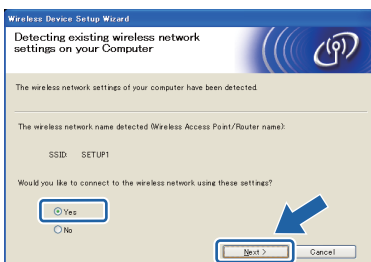 Wireless Device Setup Wizard
Detecting existing wireless network
settings on your Computer
The wireless network settings of your computer have been detected.
The wireless network name detected (Wireless Access Point/Router name):
SSID: SETUP1
Would you like to connect to the wireless network using these settings?
Yes
No
Next >
Cancel